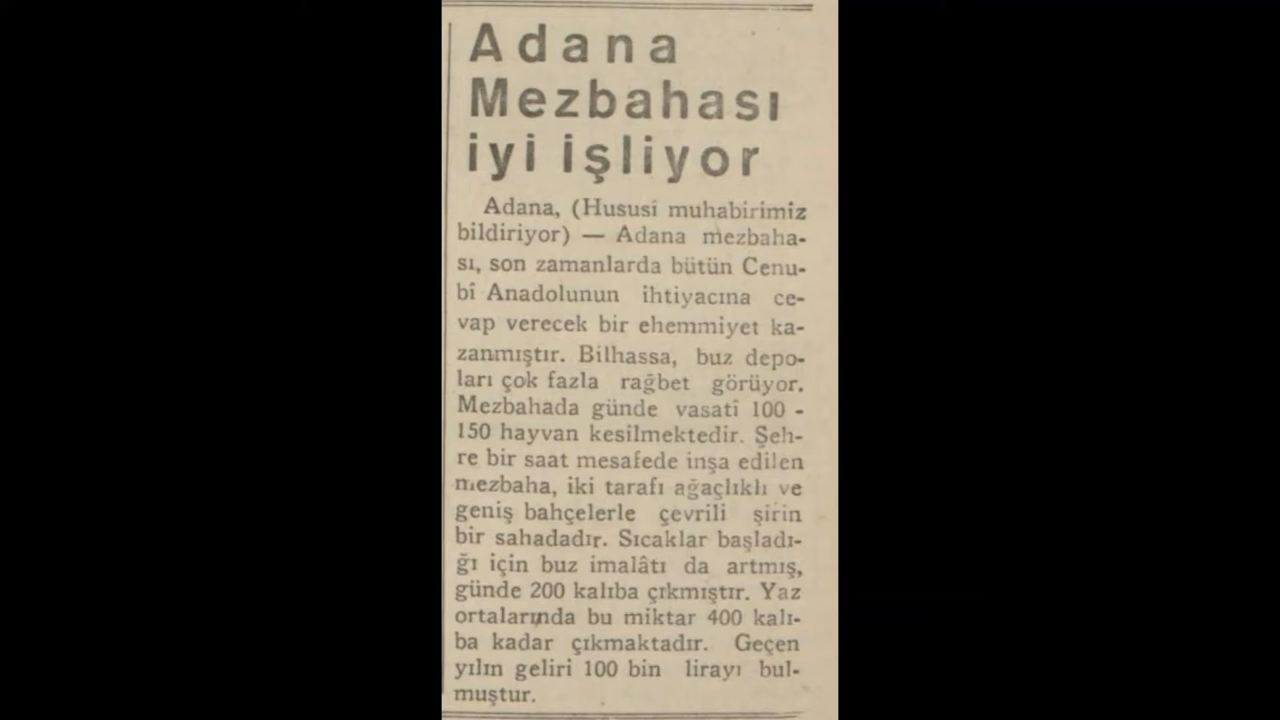 Adana
Mezbahası
iyi işliyor
Adana, (Hususî muhabirimiz
bildiriyor) — Adana mezbaha-
sı, son zamanlarda bütün Cenu-
bî Anadolunun ihtiyacına ce-
vap verecek bir ehemmiyet ka-
zanmıştır. Bilhassa, buz depo-
ları çok fazla rağbet görüyor.
Mezbahada günde vasatî 100 -
150 hayvan kesilmektedir. Şeh-
re bir saat mesafede inşa edilen
mezbaha, iki tarafı ağaçlıklı ve
geniş bahçelerle çevrili şirin
bir sahadadır. Sıcaklar başladı-
ğı için buz imalâtı da artmış,
günde 200 kalıba çıkmıştır. Yaz
ortalarında bu miktar 400 kalı-
ba kadar çıkmaktadır. Geçen
yılın geliri 100 bin lirayı bul-
muştur.